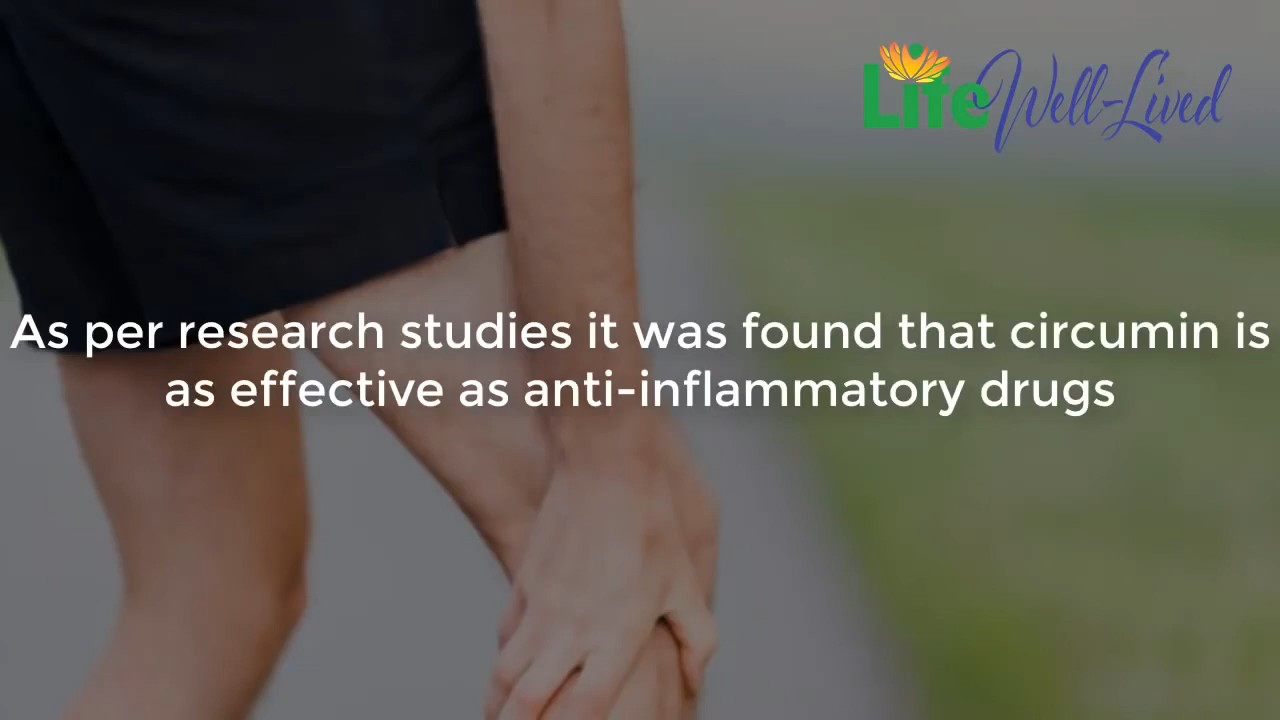 Life Well-Lived
As per research studies it was found that circumin is
as effective as anti-inflammatory drugs